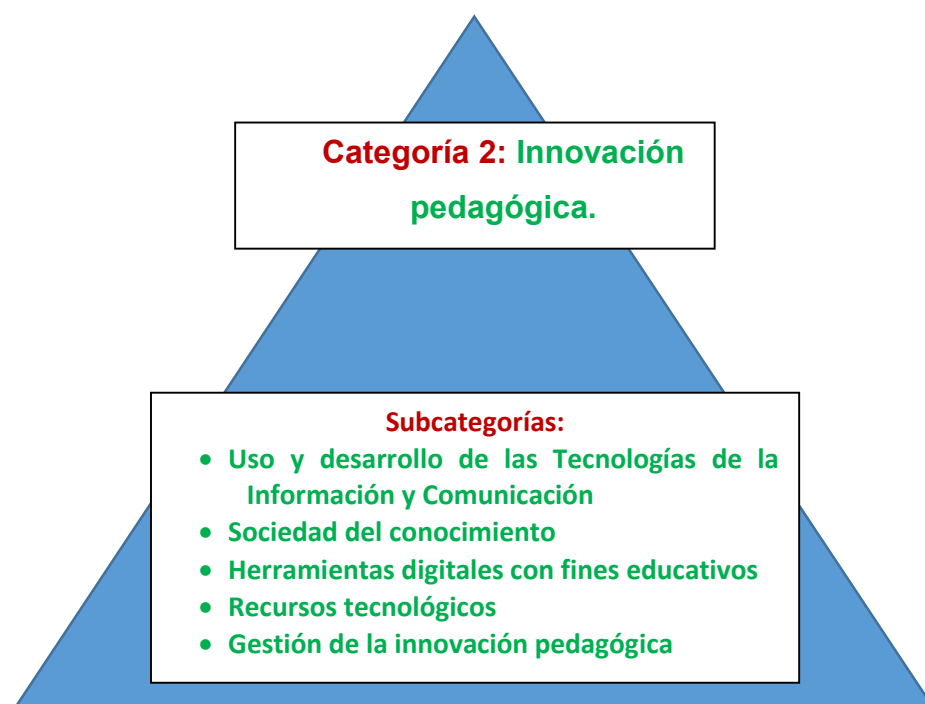 Categoría 2: Innovación
pedagógica.
Subcategorías:
• Uso y desarrollo de las Tecnologías de la
Información y Comunicación
• Sociedad del conocimiento
• Herramientas digitales con fines educativos
• Recursos tecnológicos
• Gestión de la innovación pedagógica